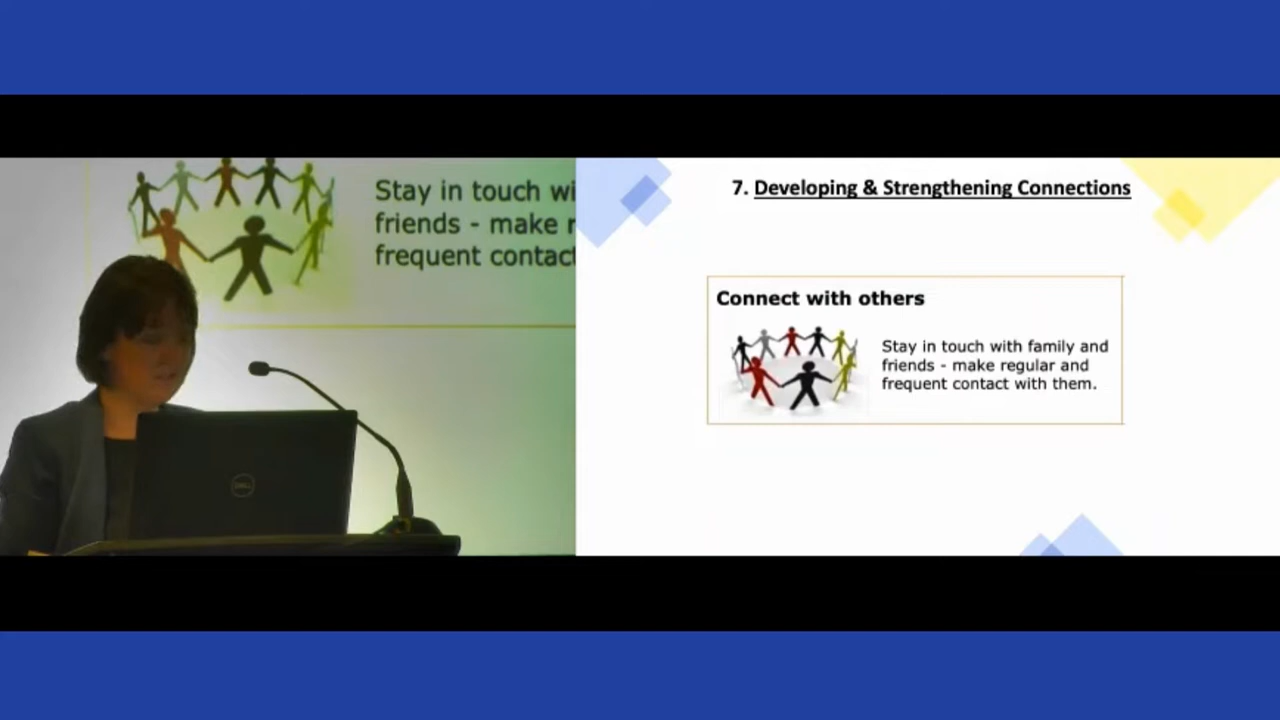 Stay in touch wi
friends - make r
frequent contact
DELL
7. Developing & Strengthening Connections
Connect with others
Stay in touch with family and
friends - make regular and
frequent contact with them.